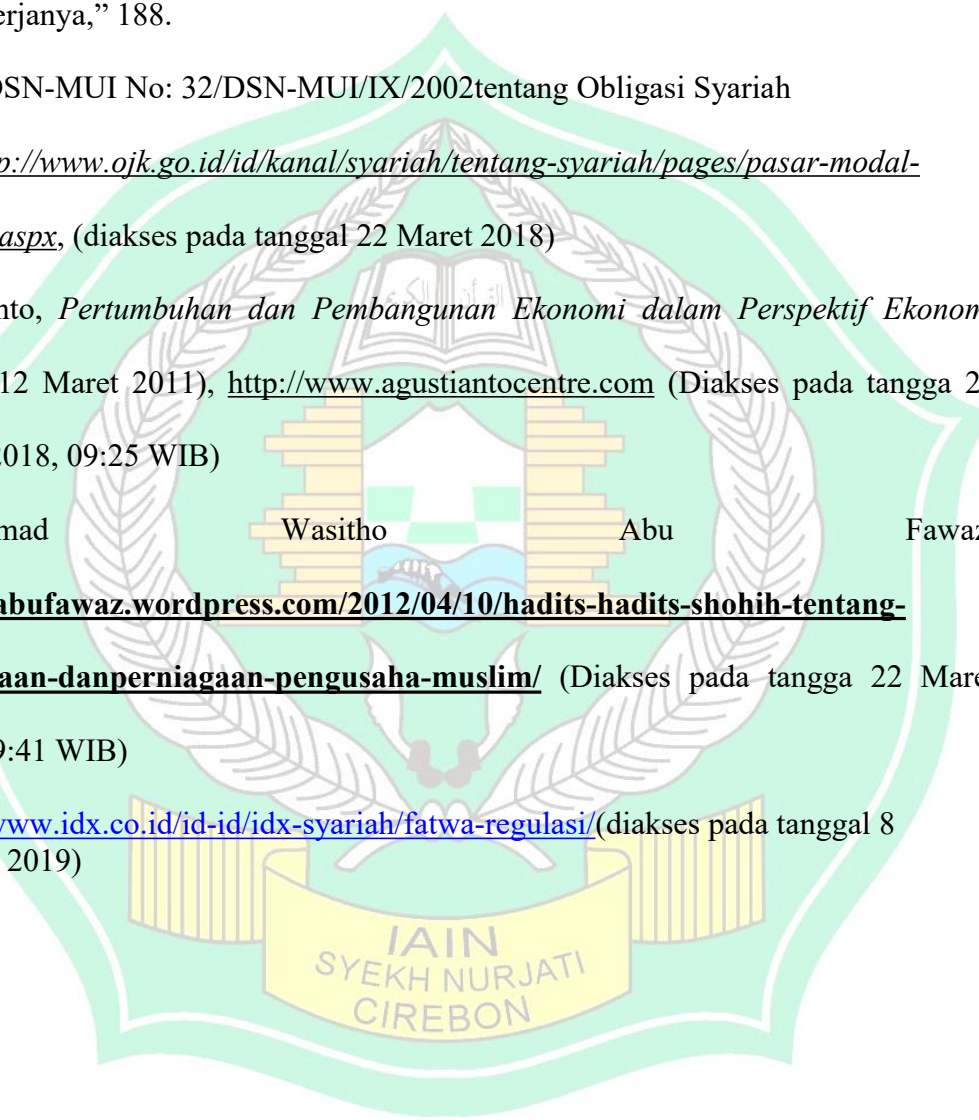 erjanya,” 188.
DSN-MUI No: 32/DSN-MUI/IX/2002tentang Obligasi Syariah
p://www.ojk.go.id/id/kanal/syariah/tentang-syariah/pages/pasar-modal-
aspx, (diakses pada tanggal 22 Maret 2018)
nto, Pertumbuhan dan Pembangunan Ekonomi dalam Perspektif Ekonom
12 Maret 2011), http://www.agustiantocentre.com (Diakses pada tangga 2
2018, 09:25 WIB)
mad Wasitho Abu Fawaz
abufawaz.wordpress.com/2012/04/10/hadits-hadits-shohih-tentang-
aan-danperniagaan-pengusaha-muslim/ (Diakses pada tangga 22 Mare
9:41 WIB)
www.idx.co.id/id-id/idx-syariah/fatwa-regulasi/(diakses pada tanggal 8
2019)
IAIN
SYEKH NURJATI
CIREBON